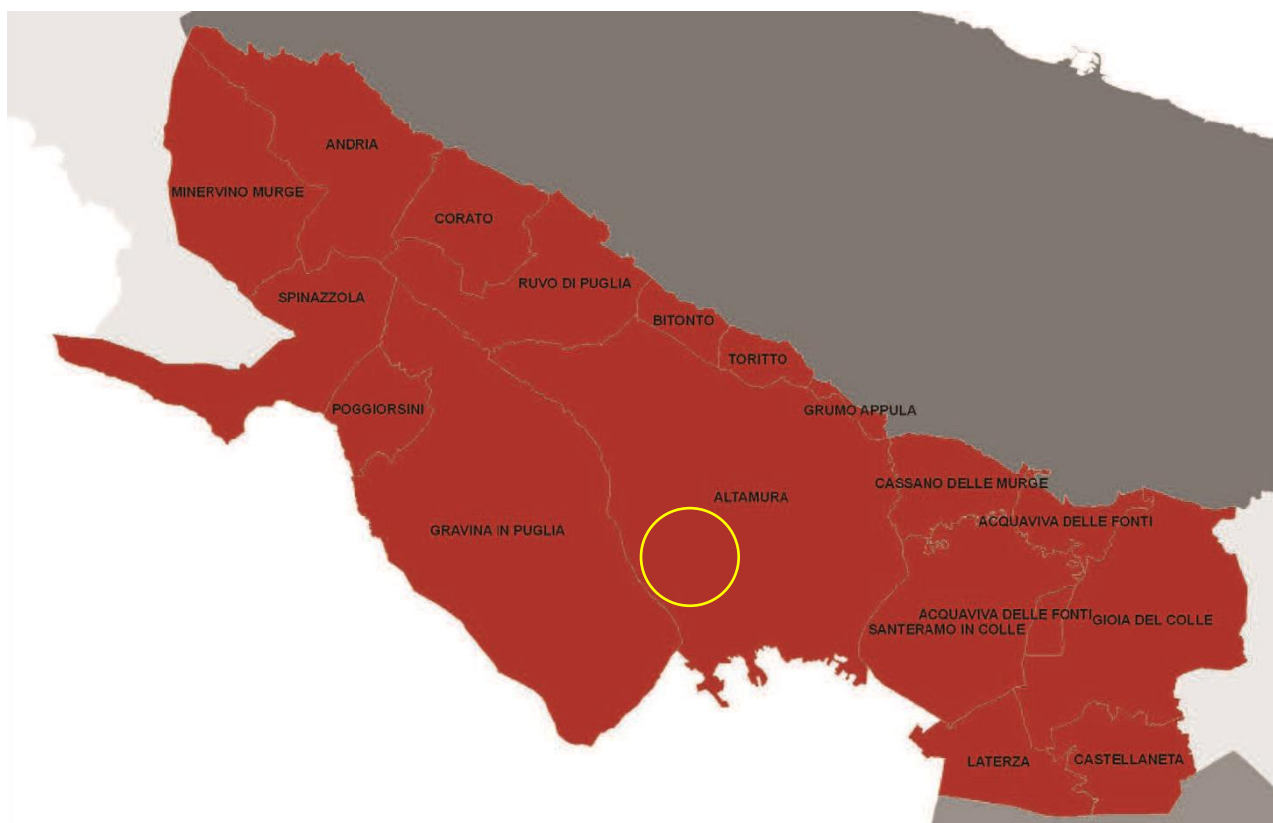 ANDRIA
MINERVINO MURGE
CORATO
RUVO DI PUGLIA
SPINAZZOLA
BITONTO
TORITTO
POGGIORSINI
GRUMO APPULA
CASSANO DELLE MURGE
ALTAMURA
ACQUAVIVA DELLE FONTI
GRAVINA IN PUGLIA
ACQUAVIVA DELLE FONTI
GIOIA DEL COLLE
SANTERAMO IN COLLE
LATERZA
CASTELLANETA